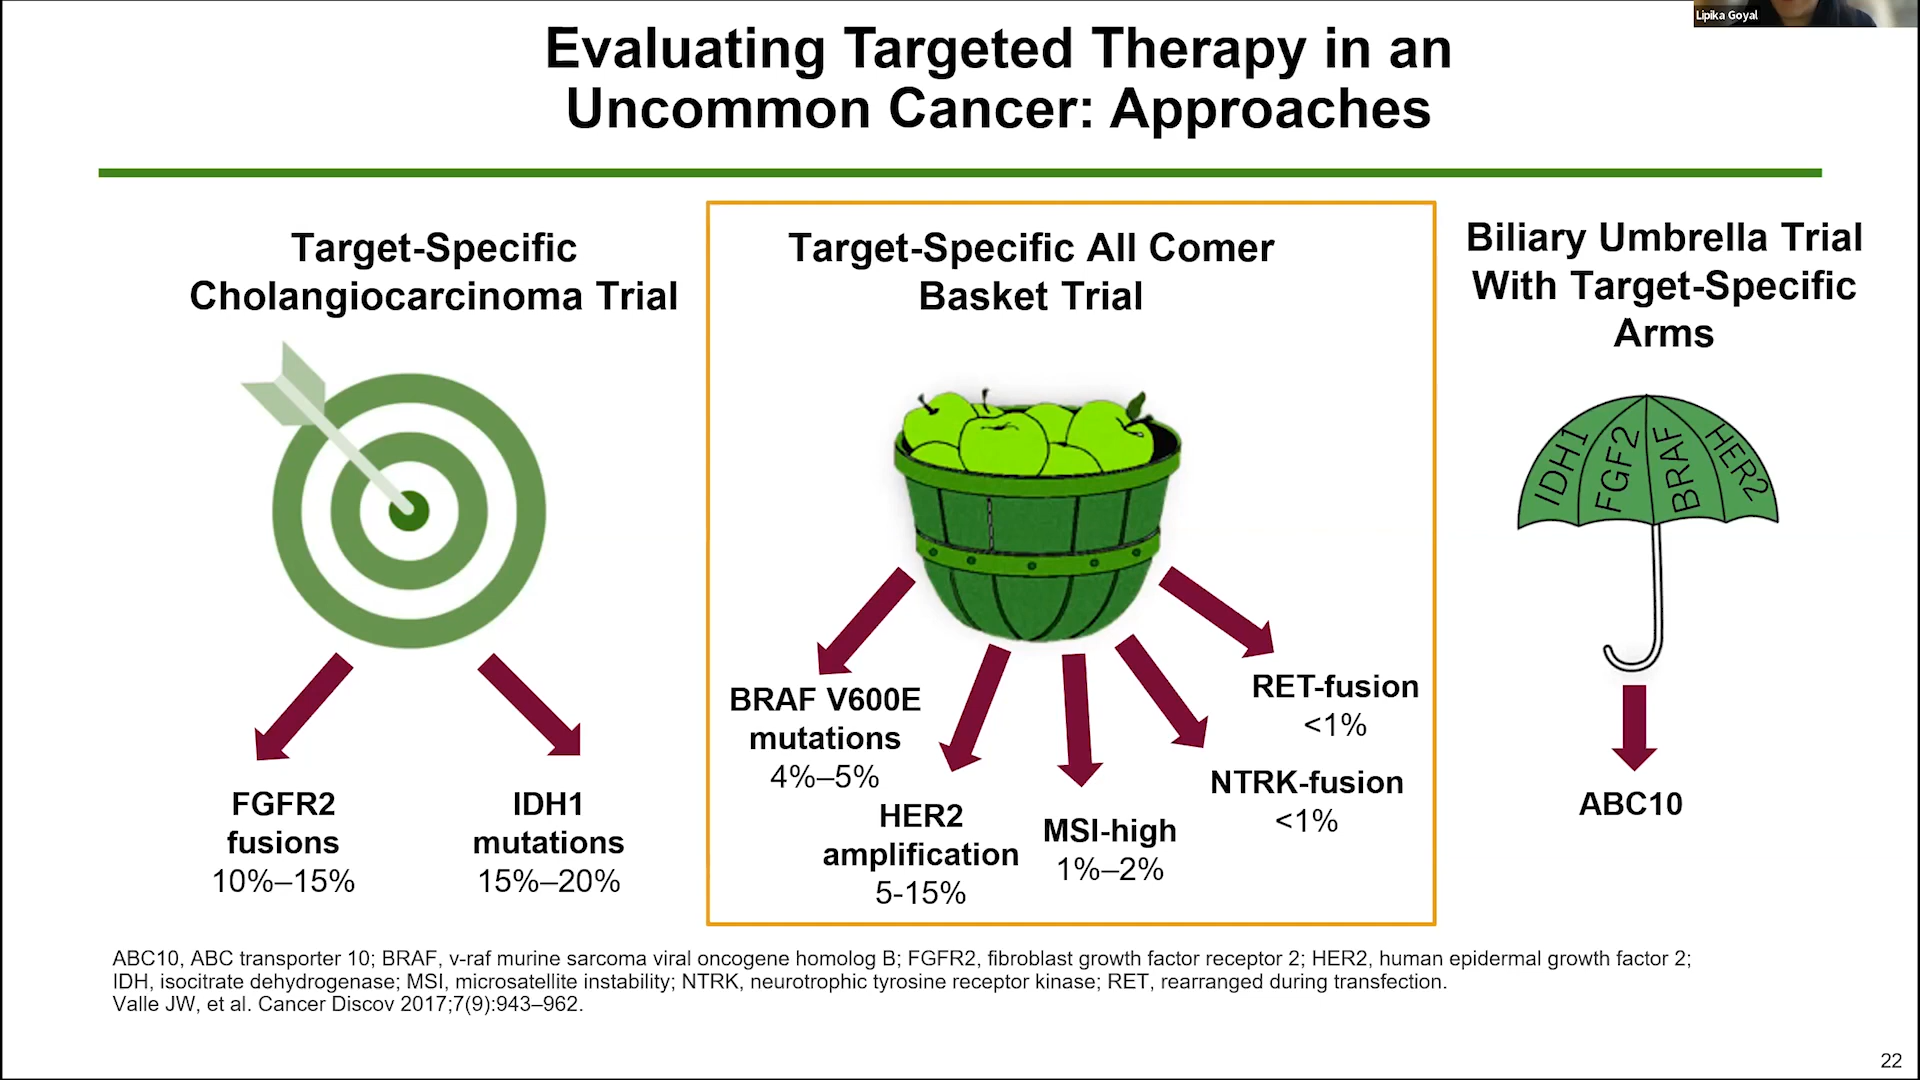 Lipika Goyal
Evaluating Targeted Therapy in an
Uncommon Cancer: Approaches
Target-Specific
Cholangiocarcinoma Trial
FGFR2
fusions
10%–15%
IDH1
mutations
15%–20%
Target-Specific All Comer
Basket Trial
BRAF V600E
mutations
4%–5%
HER2
amplification
5-15%
MSI-high
1%–2%
NTRK-fusion
<1%
RET-fusion
<1%
Biliary Umbrella Trial
With Target-Specific
Arms
IDH1
FGF2
BRAF
HER2
ABC10
ABC10, ABC transporter 10; BRAF, v-raf murine sarcoma viral oncogene homolog B; FGFR2, fibroblast growth factor receptor 2; HER2, human epidermal growth factor 2;
IDH, isocitrate dehydrogenase; MSI, microsatellite instability; NTRK, neurotrophic tyrosine receptor kinase; RET, rearranged during transfection.
Valle JW, et al. Cancer Discov 2017;7(9):943–962.
22